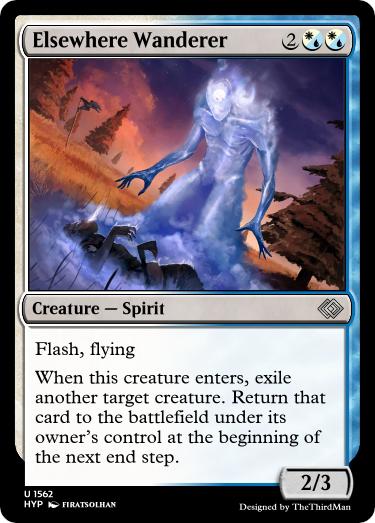 Elsewhere Wanderer 2
Creature — Spirit
Flash, flying
When this creature enters, exile
another target creature. Return that
card to the battlefield under its
owner's control at the beginning of
the next end step.
2/3
U 1562
HYP FIRATSOLHAN
Designed by TheThirdMan